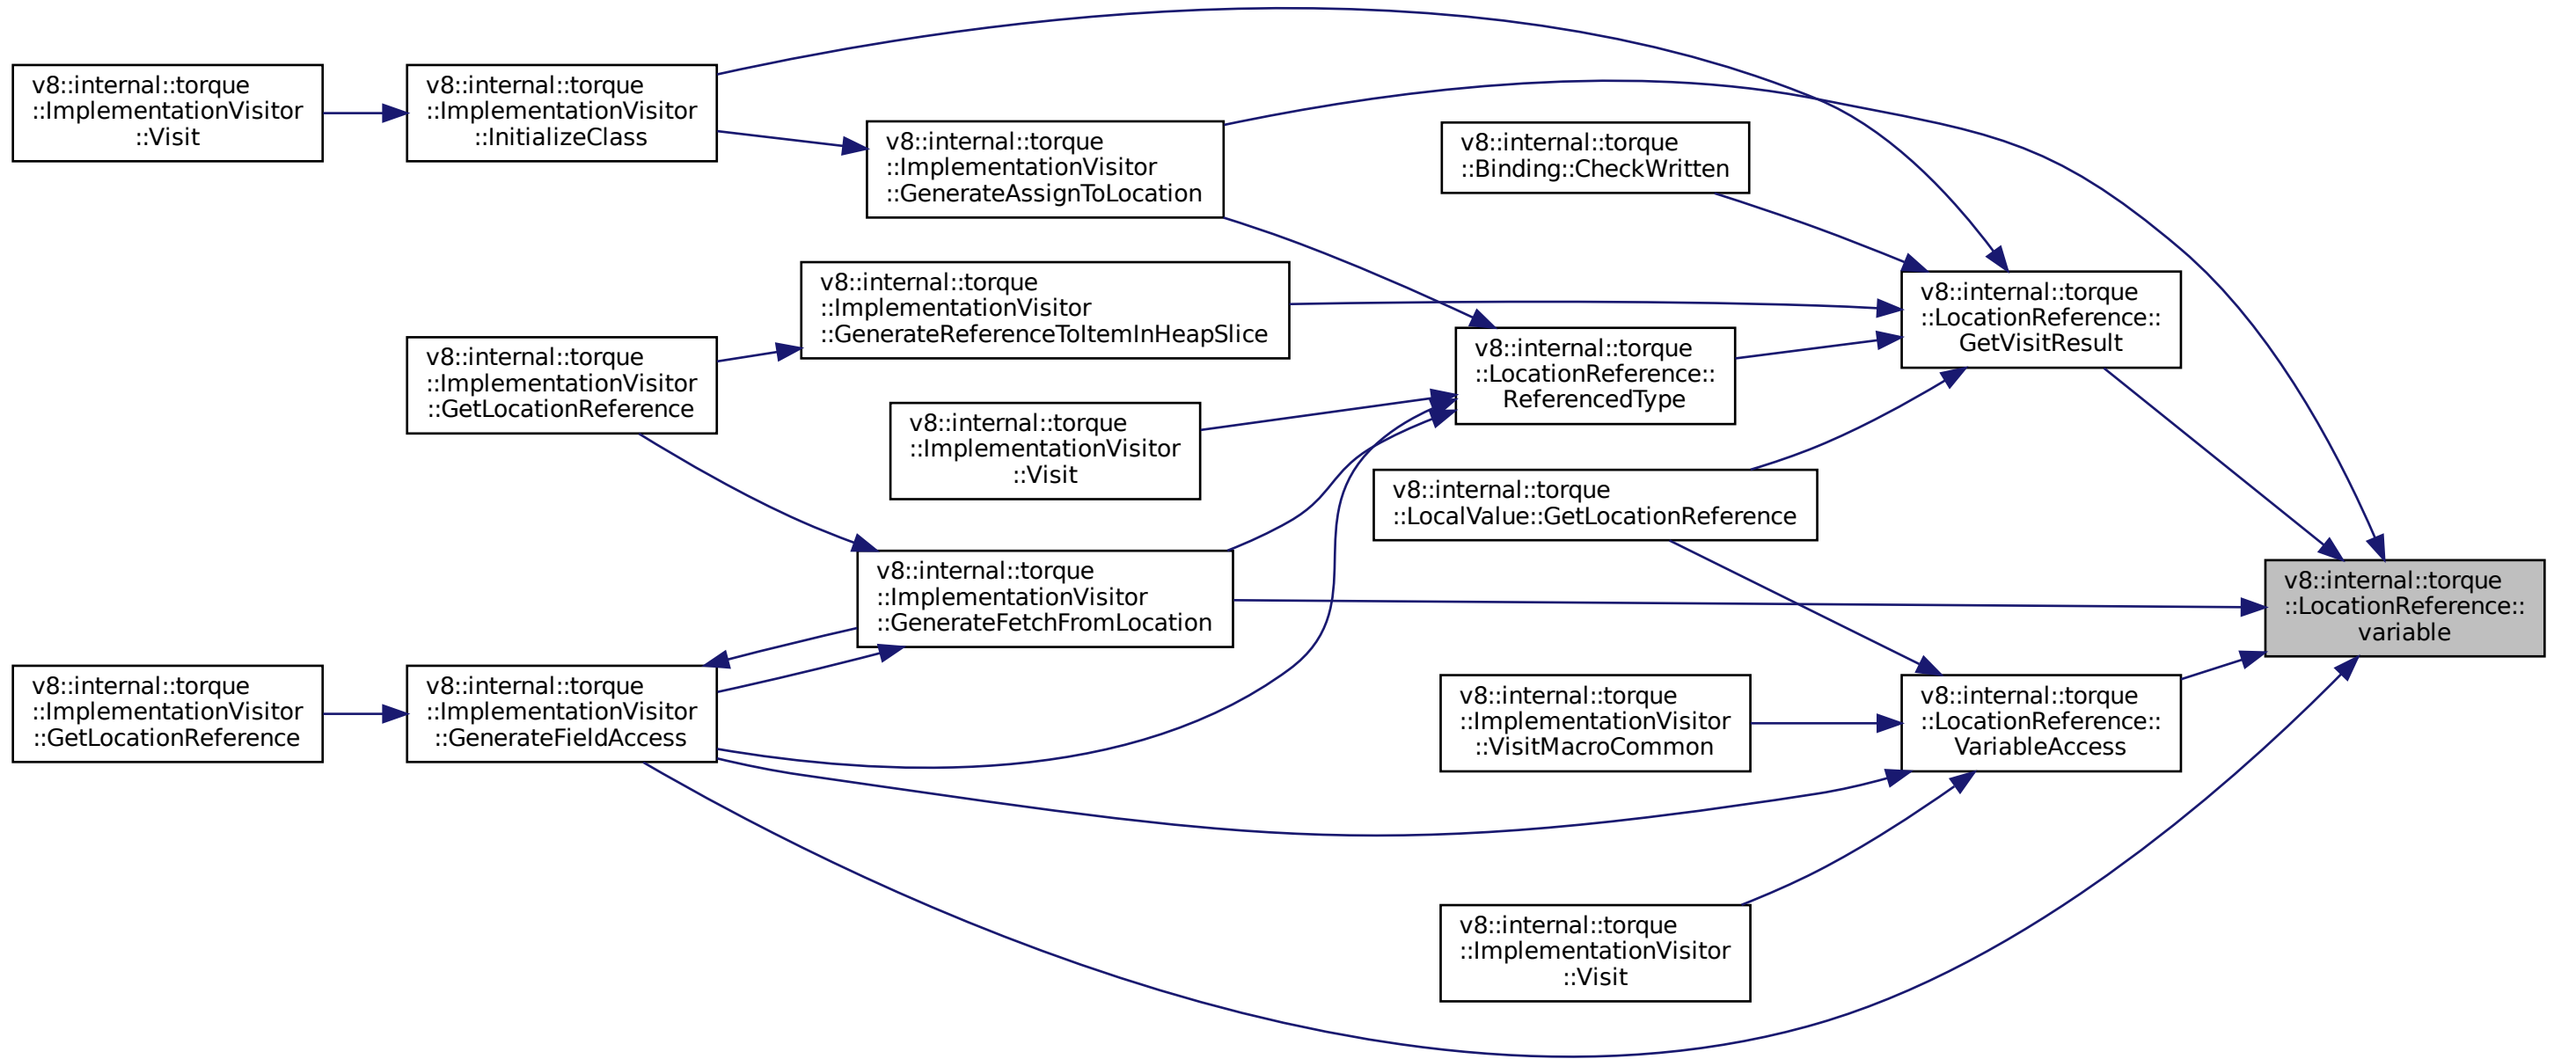 v8::internal::torque
::ImplementationVisitor
::Visit
v8::internal::torque
::ImplementationVisitor
::InitializeClass
v8::internal::torque
::ImplementationVisitor
::GenerateAssignToLocation
v8::internal::torque
::Binding::CheckWritten
v8::internal::torque
::ImplementationVisitor
::GenerateReferenceToItemInHeapSlice
v8::internal::torque
::LocationReference::
GetVisitResult
v8::internal::torque
::ImplementationVisitor
::GetLocationReference
v8::internal::torque
::LocationReference::
ReferencedType
v8::internal::torque
::ImplementationVisitor
::Visit
v8::internal::torque
::LocalValue::GetLocationReference
v8::internal::torque
::ImplementationVisitor
::GenerateFetchFromLocation
v8::internal::torque
::LocationReference::
variable
v8::internal::torque
::ImplementationVisitor
::GetLocationReference
v8::internal::torque
::ImplementationVisitor
::GenerateFieldAccess
v8::internal::torque
::ImplementationVisitor
::VisitMacroCommon
v8::internal::torque
::LocationReference::
VariableAccess
v8::internal::torque
::ImplementationVisitor
::Visit